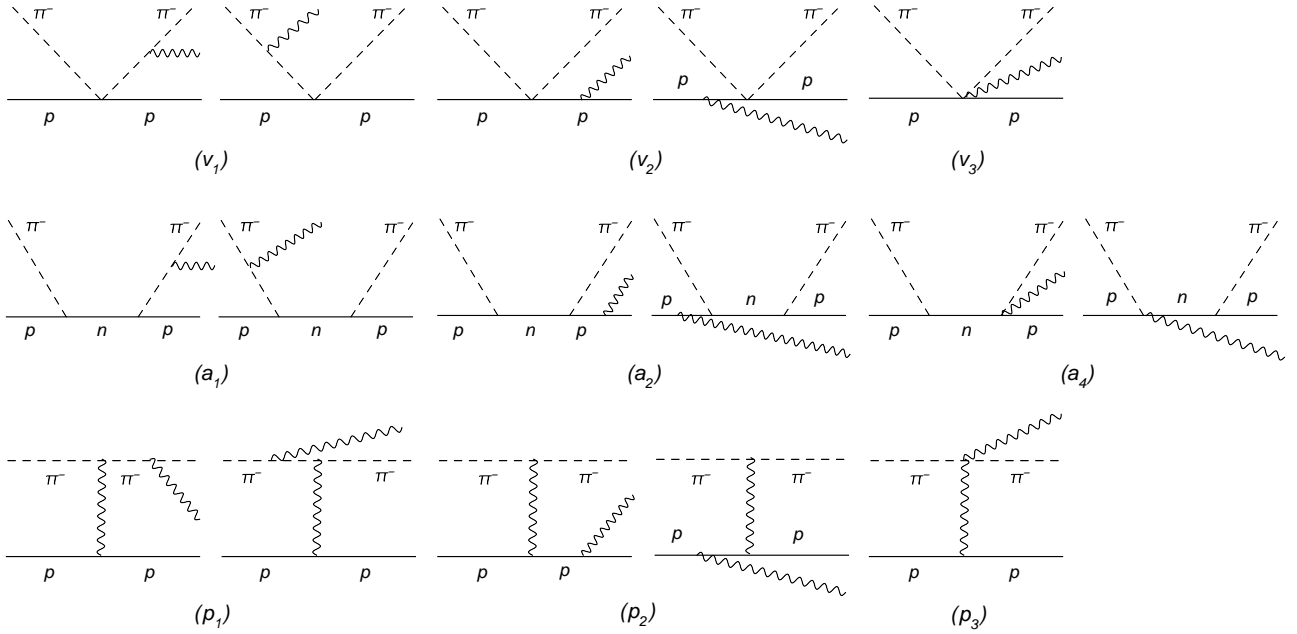 π⁻ π⁻ π⁻ π⁻ π⁻ π⁻ π⁻ π⁻ π⁻ π⁻
p p
p p p p p p p p
(v₁) (v₂) (v₃)
π⁻ π⁻ π⁻ π⁻ π⁻ π⁻ π⁻ π⁻ π⁻ π⁻ π⁻ π⁻
p n p p n p
p n p p n p p n p p n p
(a₁) (a₂) (a₄)
π⁻ π⁻ π⁻ π⁻ π⁻ π⁻ π⁻ π⁻ π⁻ π⁻
p p
p p p p p p p p
(p₁) (p₂) (p₃)